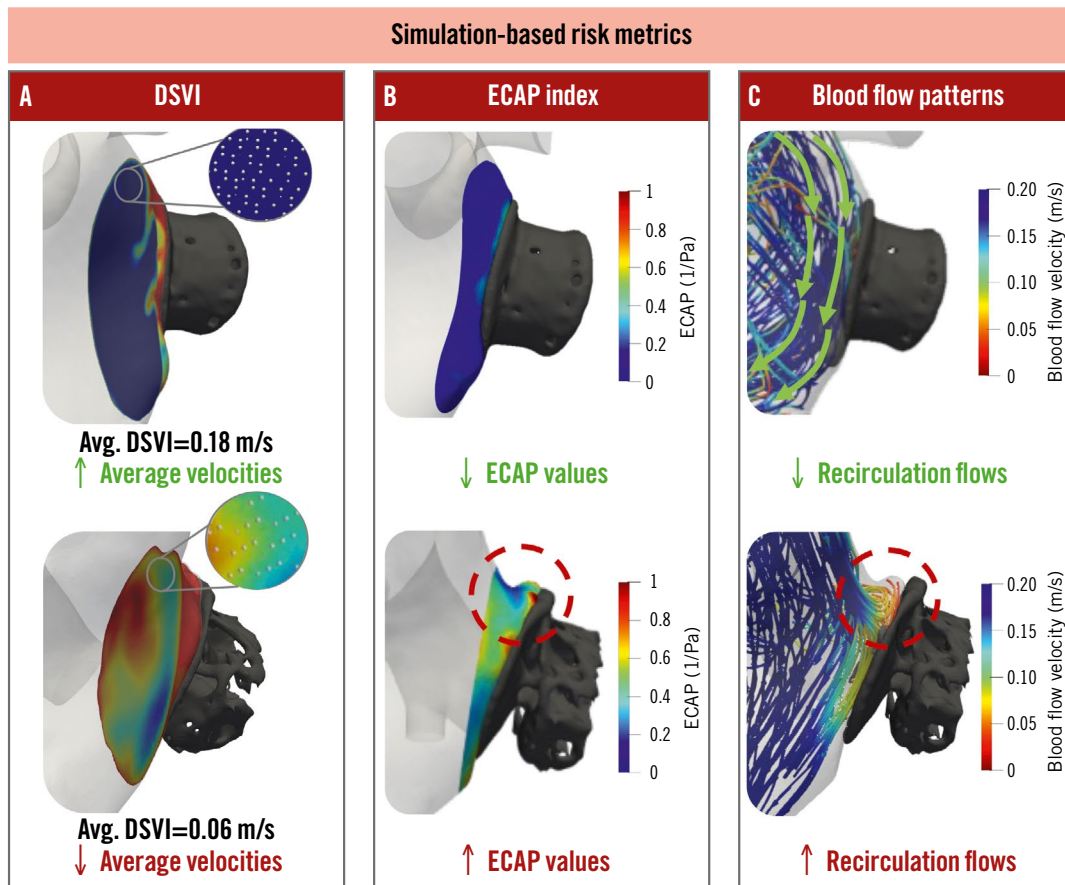 Simulation-based risk metrics
A DSVI
Avg. DSVI=0.18 m/s
↑ Average velocities
Avg. DSVI=0.06 m/s
↓ Average velocities
B ECAP index
1
0.8
0.6
0.4
0.2
0
ECAP (1/Pa)
↓ ECAP values
1
0.8
0.6
0.4
0.2
0
ECAP (1/Pa)
↑ ECAP values
C Blood flow patterns
0.20
0.15
0.10
0.05
0
Blood flow velocity (m/s)
↓ Recirculation flows
0.20
0.15
0.10
0.05
0
Blood flow velocity (m/s)
↑ Recirculation flows